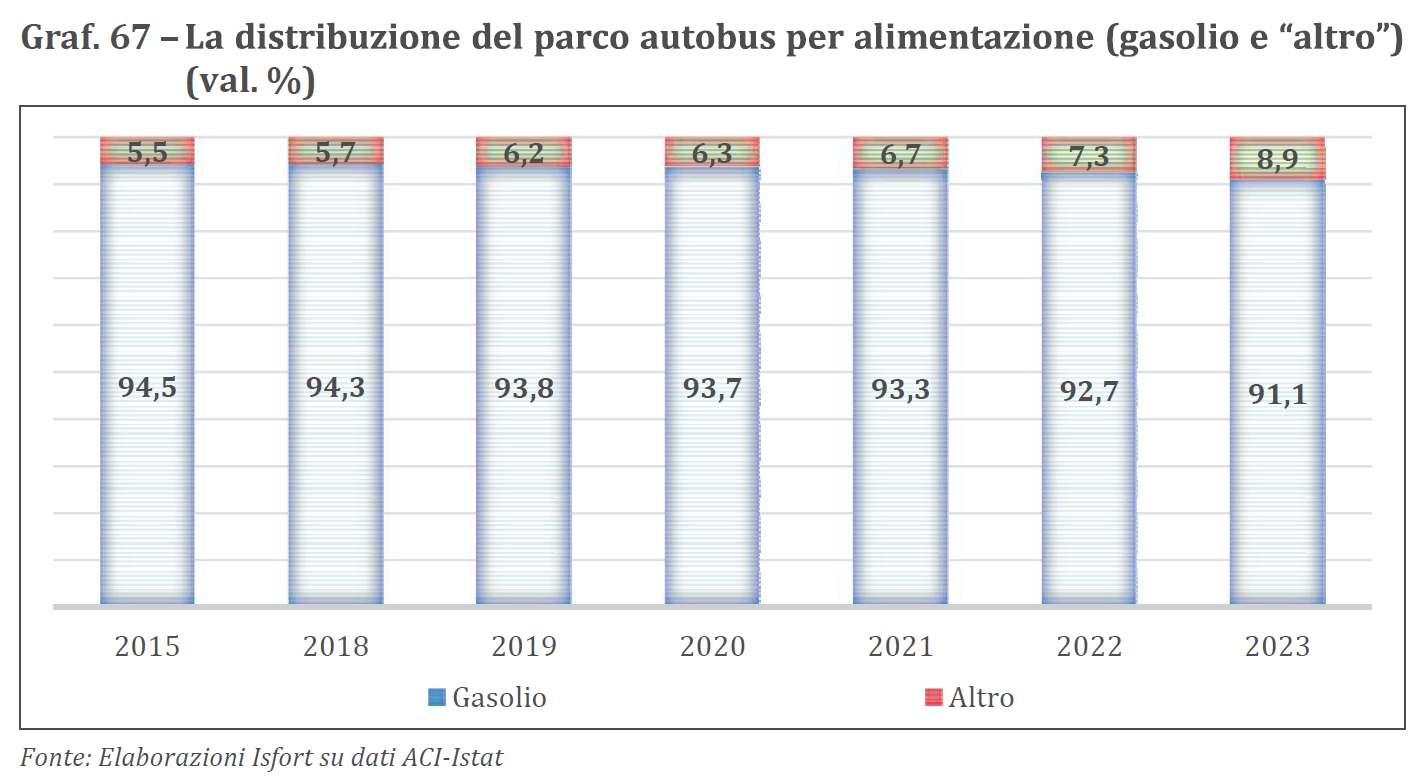 Graf. 67 – La distribuzione del parco autobus per alimentazione (gasolio e “altro”)
(val. %)
5,5 5,7 6,2 6,3 6,7 7,3 8,9
94,5 94,3 93,8 93,7 93,3 92,7 91,1
2015 2018 2019 2020 2021 2022 2023
Gasolio Altro
Fonte: Elaborazioni Isfort su dati ACI-Istat